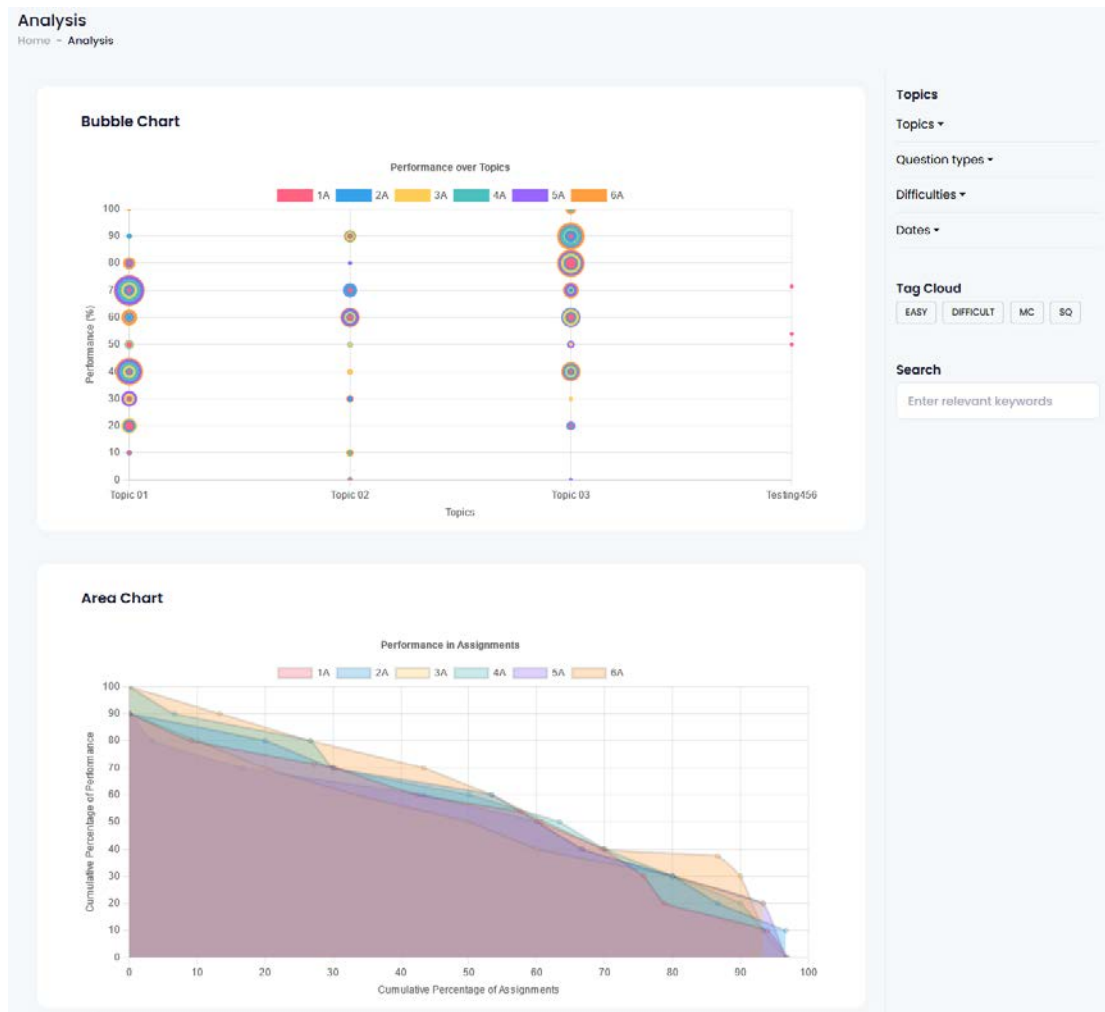 Analysis
Home - Analysis
Bubble Chart
Performance over Topics
1A 2A 3A 4A 5A 6A
Performance (%)
100
90
80
7
60
50
4
30
20
10
0
Topic 01 Topic 02 Topic 03 Testing456
Topics
Area Chart
Performance in Assignments
1A 2A 3A 4A 5A 6A
Cumulative Percentage of Performance
100
90
80
70
60
50
40
30
20
10
0
0 10 20 30 40 50 60 70 80 90 100
Cumulative Percentage of Assignments
Topics
Topics
Question types
Difficulties
Dates
Tag Cloud
EASY DIFFICULT MC SQ
Search
Enter relevant keywords